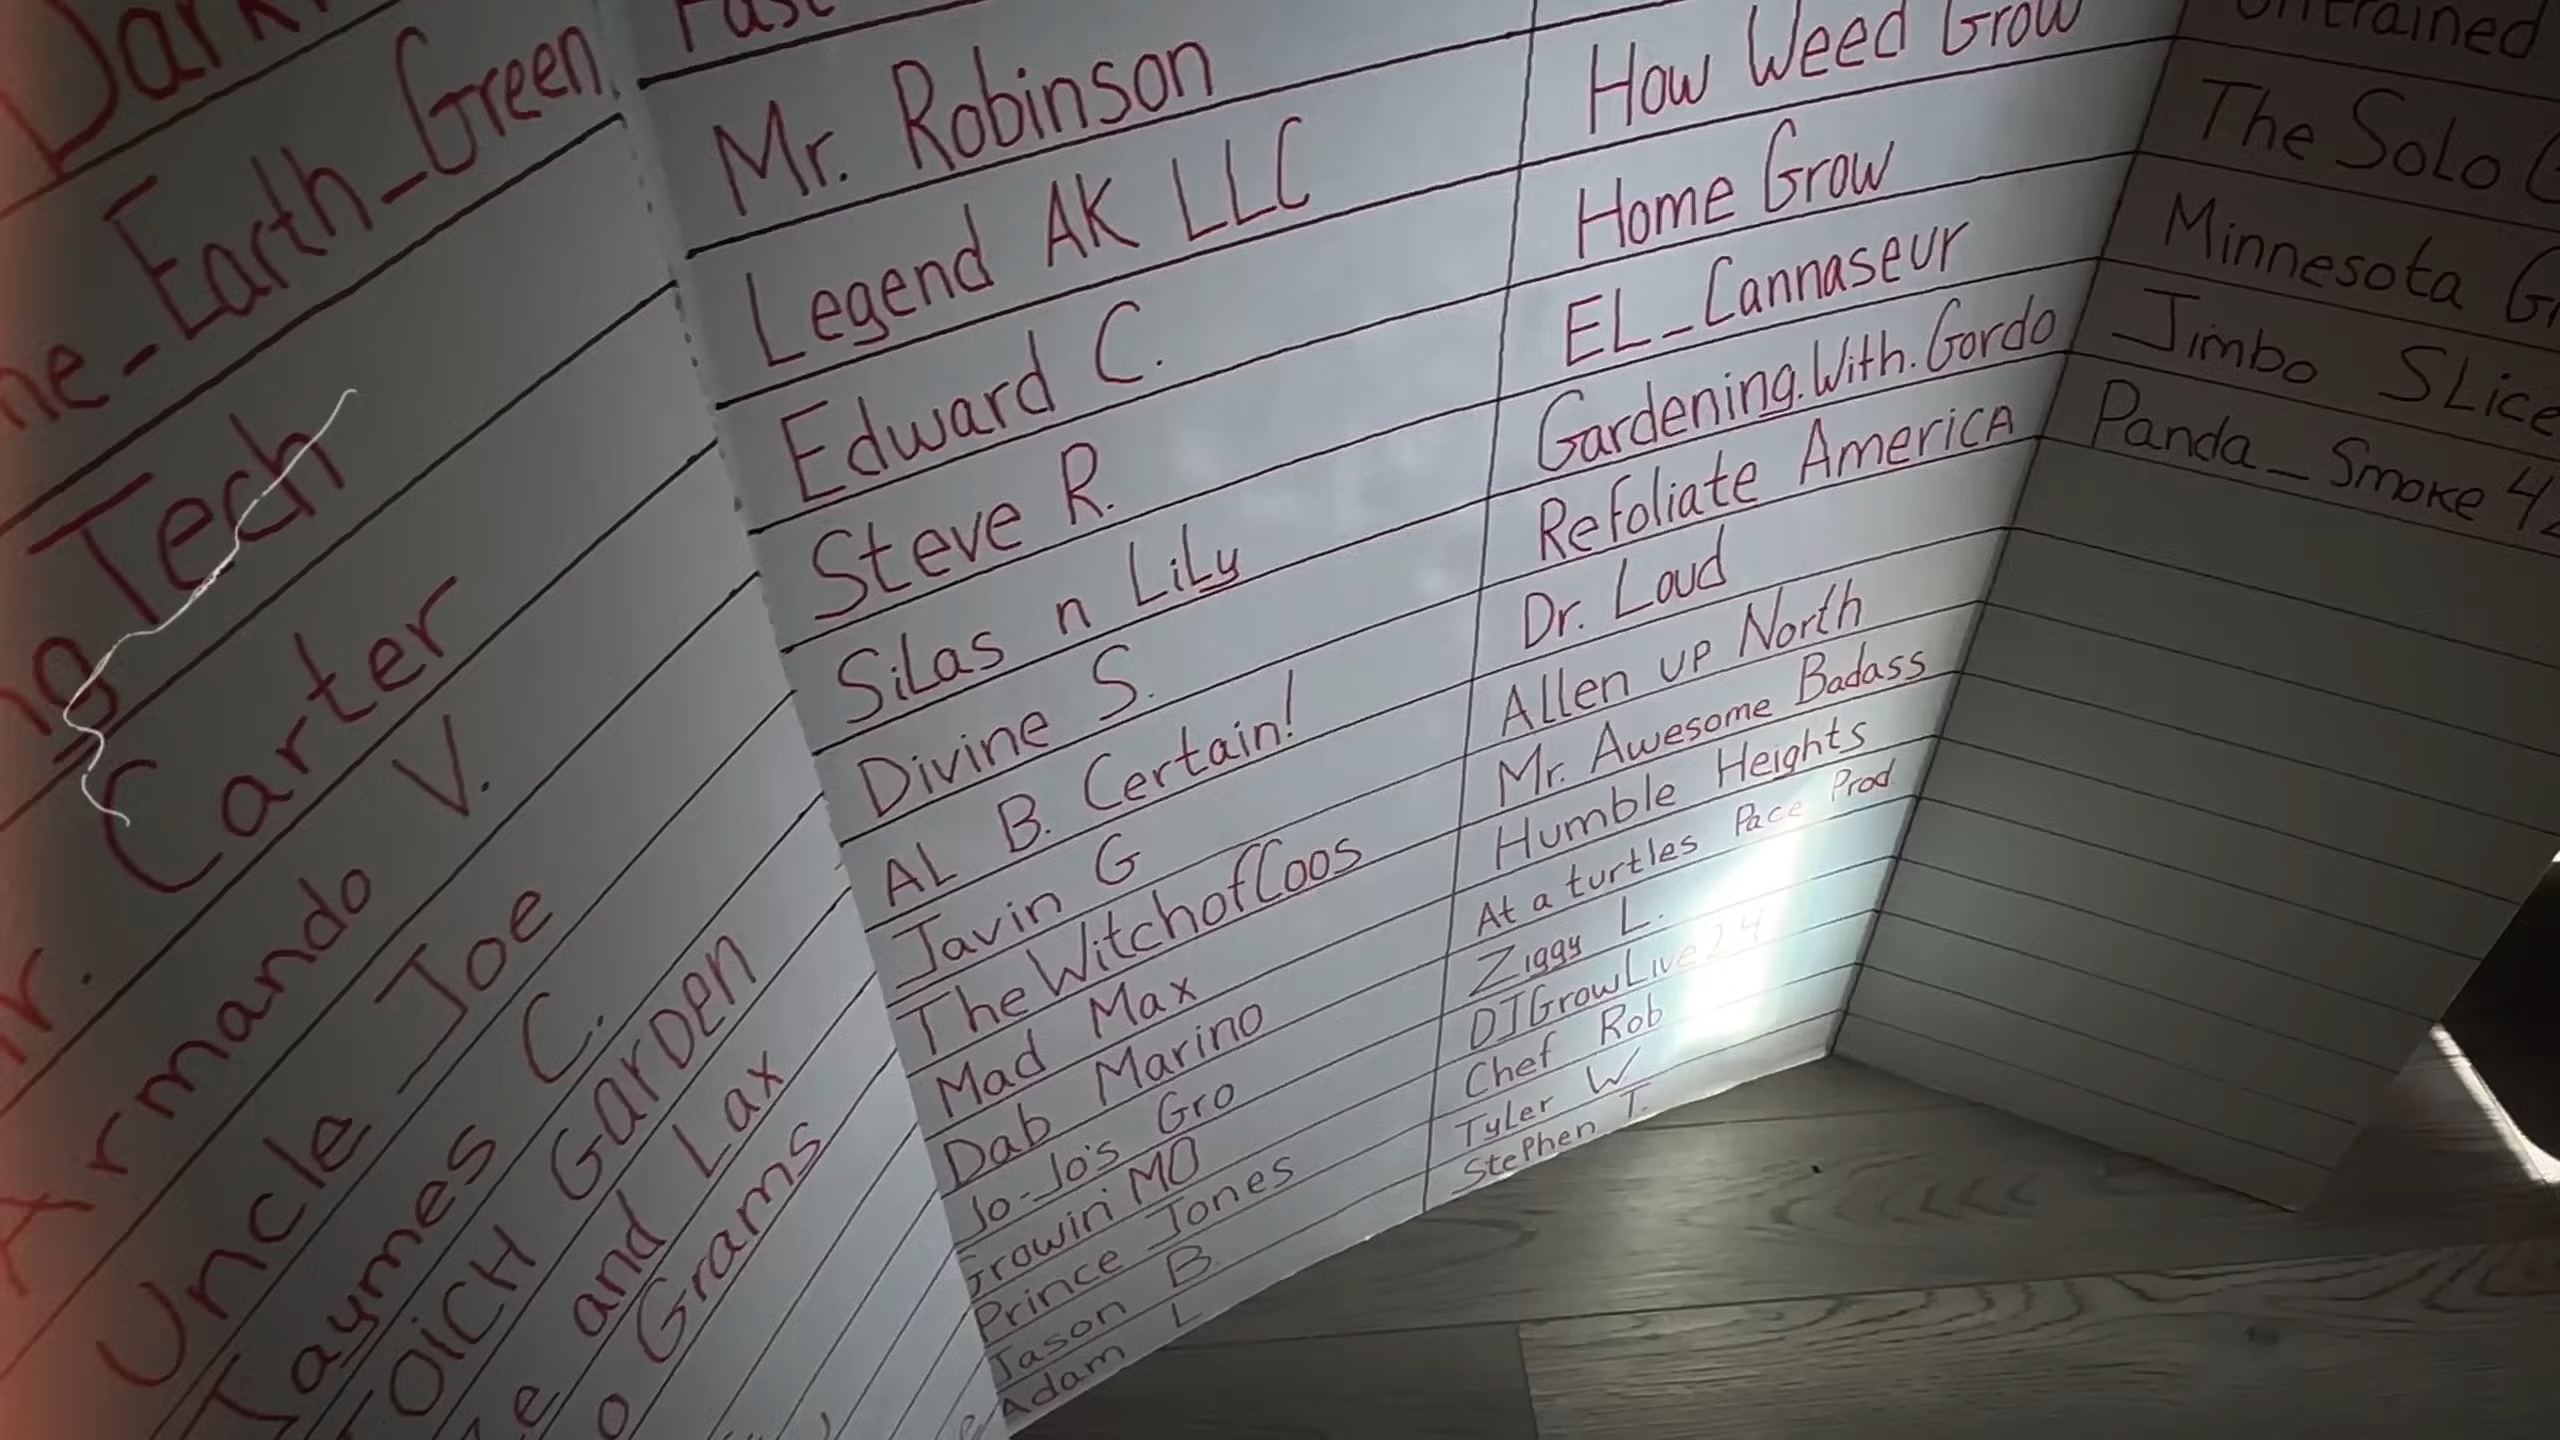 Dark
Earth_Green
Tech
Carter
Armando V.
Uncle Joe
Jaymes C.
GarDen
and Lax
Grams
Mr. Robinson
Legend AK LLC
Edward C.
Steve R.
Silas n Lily
Divine S.
AL B. Certain!
Javin G
TheWitchofCoos
Mad Max
Dab Marino
Jo-Jo's Gro
Growin MO
Prince Jones
Jason B.
Adam L
How Weed Grow
Home Grow
EL_Cannaseur
Gardening.With.Gordo
Refoliate AmericA
Dr. Loud
Allen up North
Mr. Awesome Badass
Humble Heights
At a turtles Pace Prod.
Ziggy L.
DJGrowLive24
Chef Rob
Tyler W
Stephen T.
Untrained
The Solo
Minnesota
Jimbo Slice
Panda_Smoke